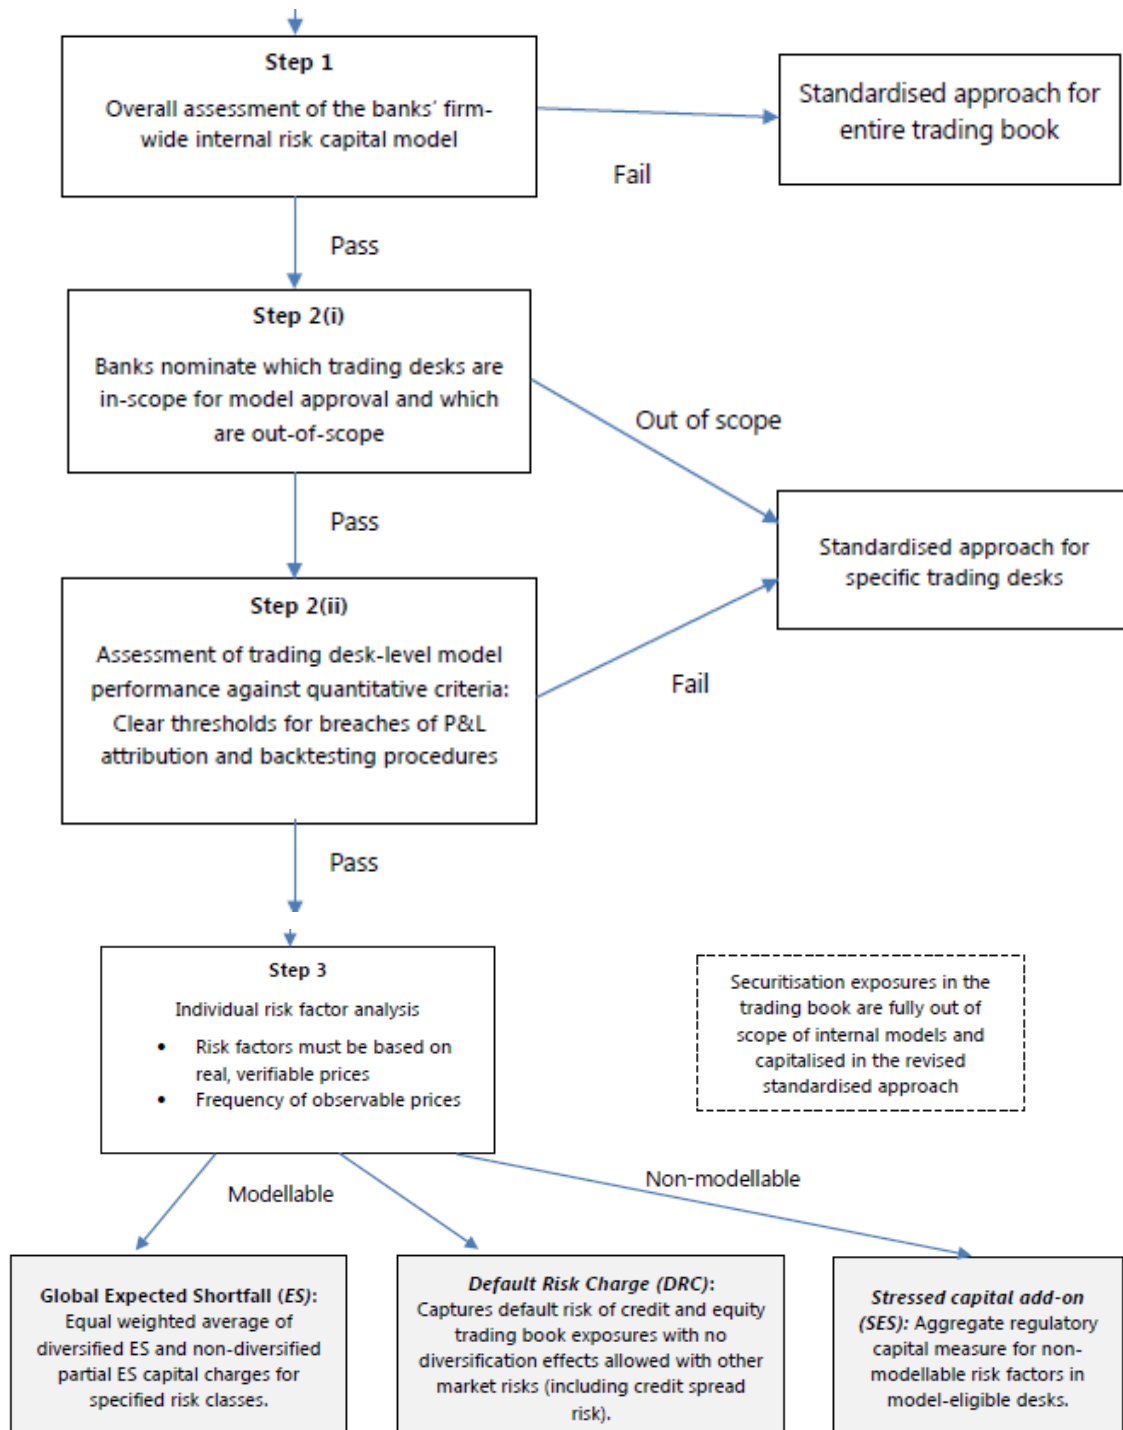 Step 1
Overall assessment of the banks’ firm-
wide internal risk capital model
Standardised approach for
entire trading book
Fail
Pass
Step 2(i)
Banks nominate which trading desks are
in-scope for model approval and which
are out-of-scope
Out of scope
Pass
Standardised approach for
specific trading desks
Step 2(ii)
Assessment of trading desk-level model
performance against quantitative criteria:
Clear thresholds for breaches of P&L
attribution and backtesting procedures
Fail
Pass
Step 3
Individual risk factor analysis
• Risk factors must be based on
real, verifiable prices
• Frequency of observable prices
Securitisation exposures in the
trading book are fully out of
scope of internal models and
capitalised in the revised
standardised approach
Modellable
Non-modellable
Global Expected Shortfall (ES):
Equal weighted average of
diversified ES and non-diversified
partial ES capital charges for
specified risk classes.
Default Risk Charge (DRC):
Captures default risk of credit and equity
trading book exposures with no
diversification effects allowed with other
market risks (including credit spread
risk).
Stressed capital add-on
(SES): Aggregate regulatory
capital measure for non-
modellable risk factors in
model-eligible desks.